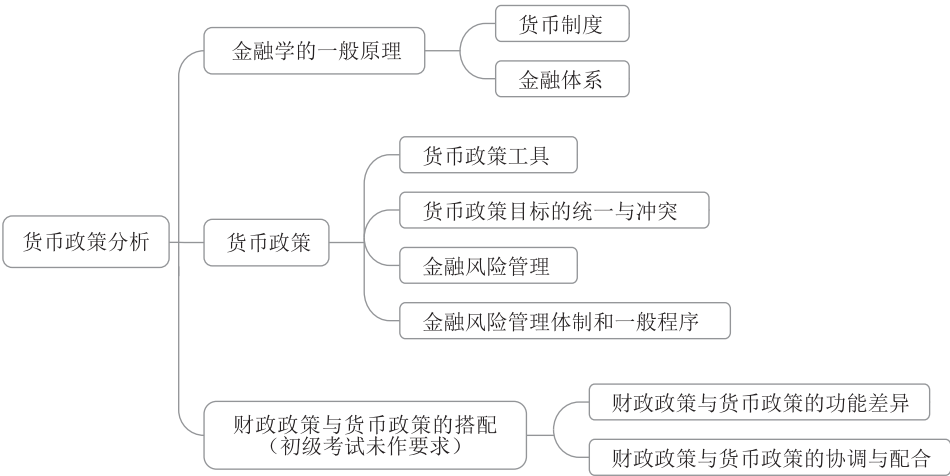 货币政策分析
金融学的一般原理
货币制度
金融体系
货币政策
货币政策工具
货币政策目标的统一与冲突
金融风险管理
金融风险管理体制和一般程序
财政政策与货币政策的搭配
（初级考试未作要求）
财政政策与货币政策的功能差异
财政政策与货币政策的协调与配合